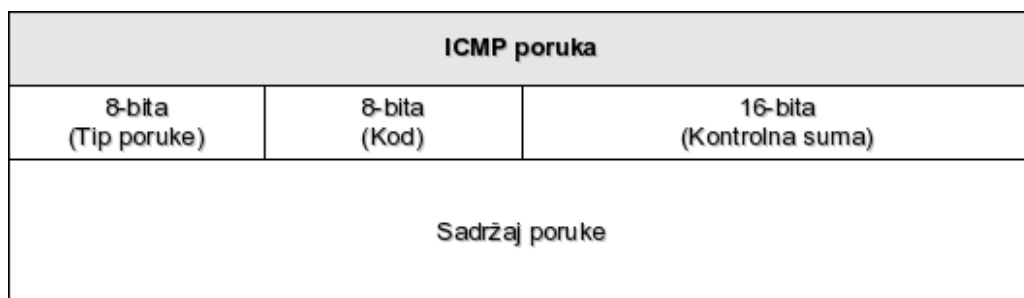 ICMP poruka
8-bita
(Tip poruke)
8-bita
(Kod)
16-bita
(Kontrolna suma)
Sadržaj poruke